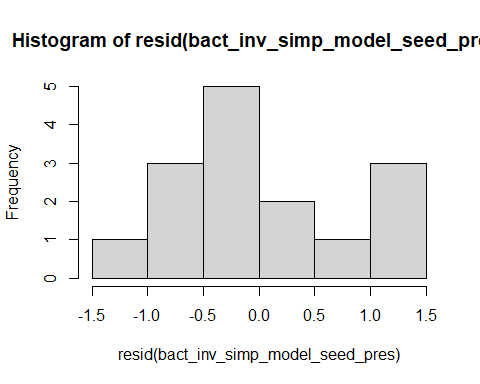 Histogram of resid(bact_inv_simp_model_seed_pre
5
4
3
2
1
0
Frequency
-1.5 -1.0 -0.5 0.0 0.5 1.0 1.5
resid(bact_inv_simp_model_seed_pres)